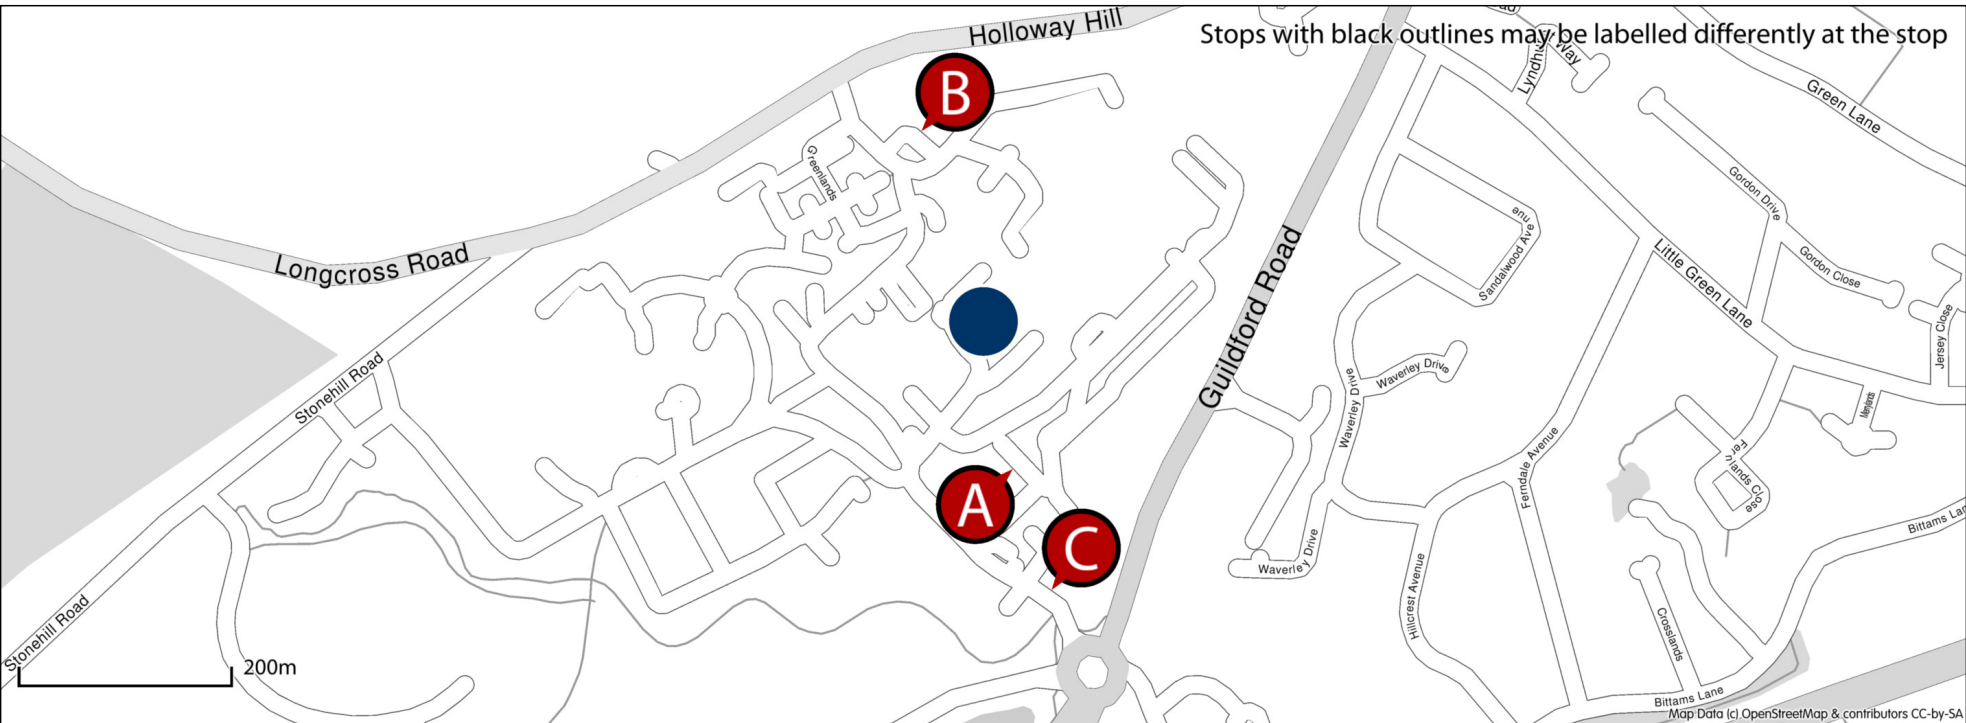 Holloway Hill
Stops with black outlines may be labelled differently at the stop
Way
Green Lane
B
Greenlands
Gordon Drive
Sandalwood Avenue
Longcross Road
Little Green Lane
Gordon Close
Guildford Road
Jersey Close
Stonehill Road
Waverley Drive
Waverley Drive
Ferndale Avenue
A
C
Waverley Drive
Bittams Lan
Hillcrest Avenue
Crosslands
Stonehill Road
200m
Bittams Lane
Map Data (c) OpenStreetMap & contributors CC-by-SA